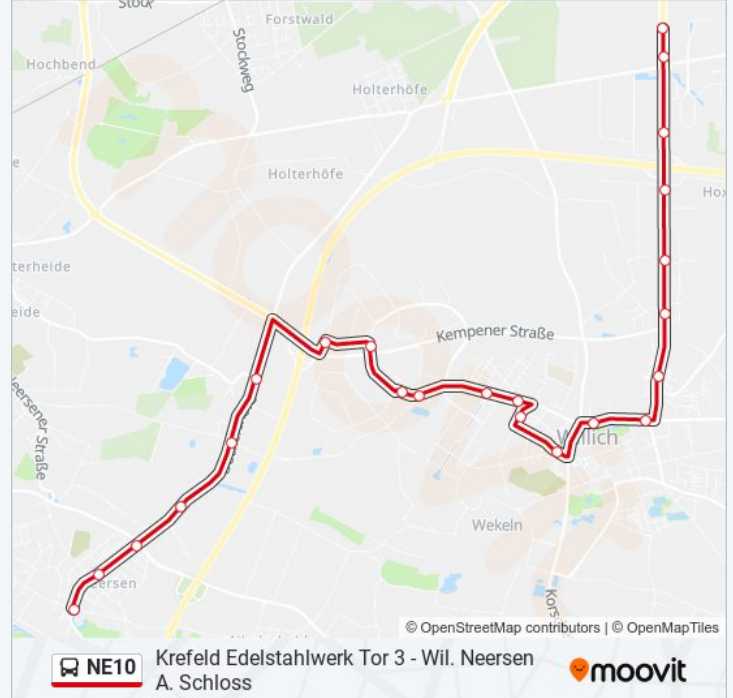 Stock
Forstwald
Stockweg
Hochbend
Holterhöfe
Holterhöfe
Hox
terheide
eide
Kempener Straße
eersener Straße
Willich
Wekeln
Kors
ersen
© OpenStreetMap contributors | © OpenMapTiles
NE10
Krefeld Edelstahlwerk Tor 3 - Wil. Neersen
A. Schloss
moovit